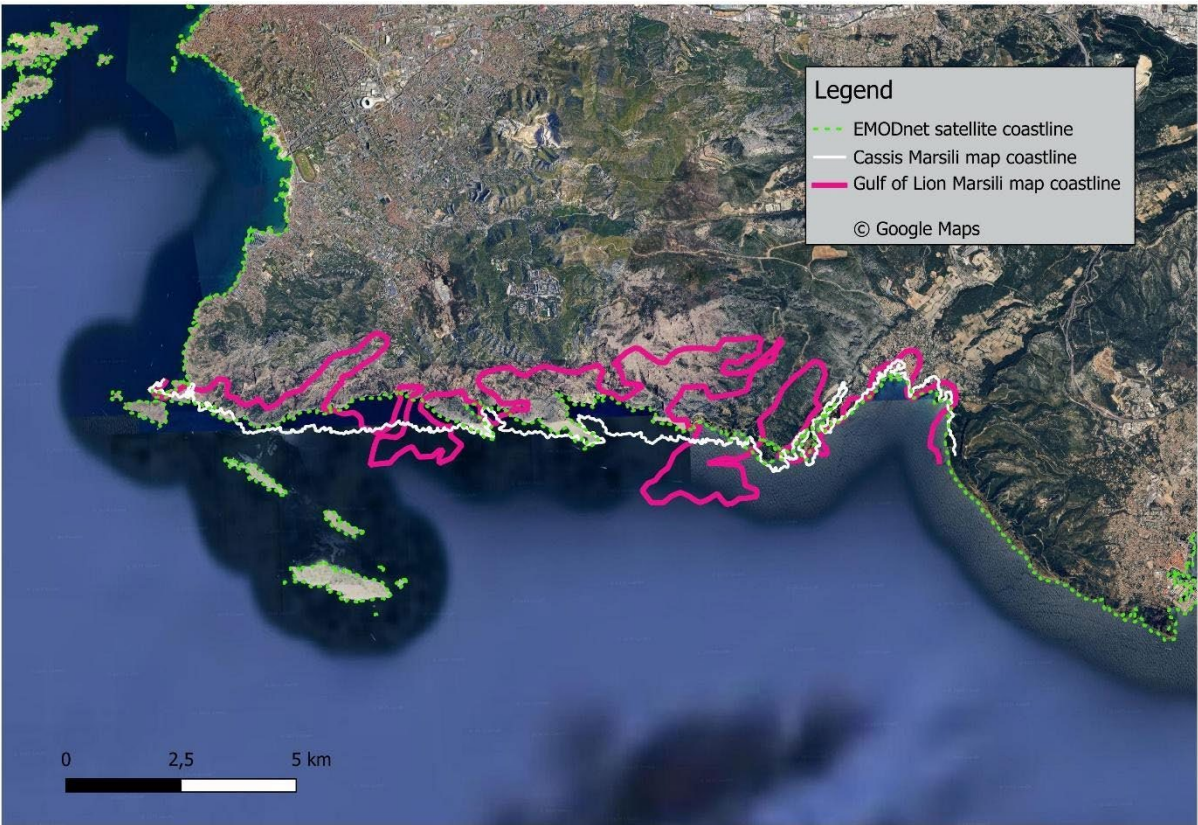 Legend
EMODnet satellite coastline
Cassis Marsili map coastline
Gulf of Lion Marsili map coastline
© Google Maps
0 2,5 5 km